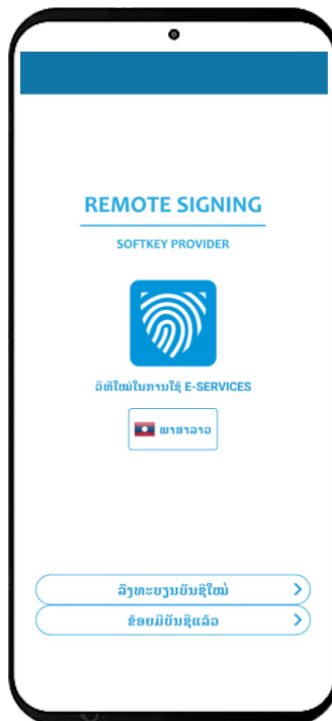 REMOTE SIGNING
SOFTKEY PROVIDER
ວິທີໃໝ່ໃນການໃຊ້ E-SERVICES
ພາສາລາວ
ລົງທະບຽນບັນຊີໃໝ່
ຂ້ອຍມີບັນຊີແລ້ວ